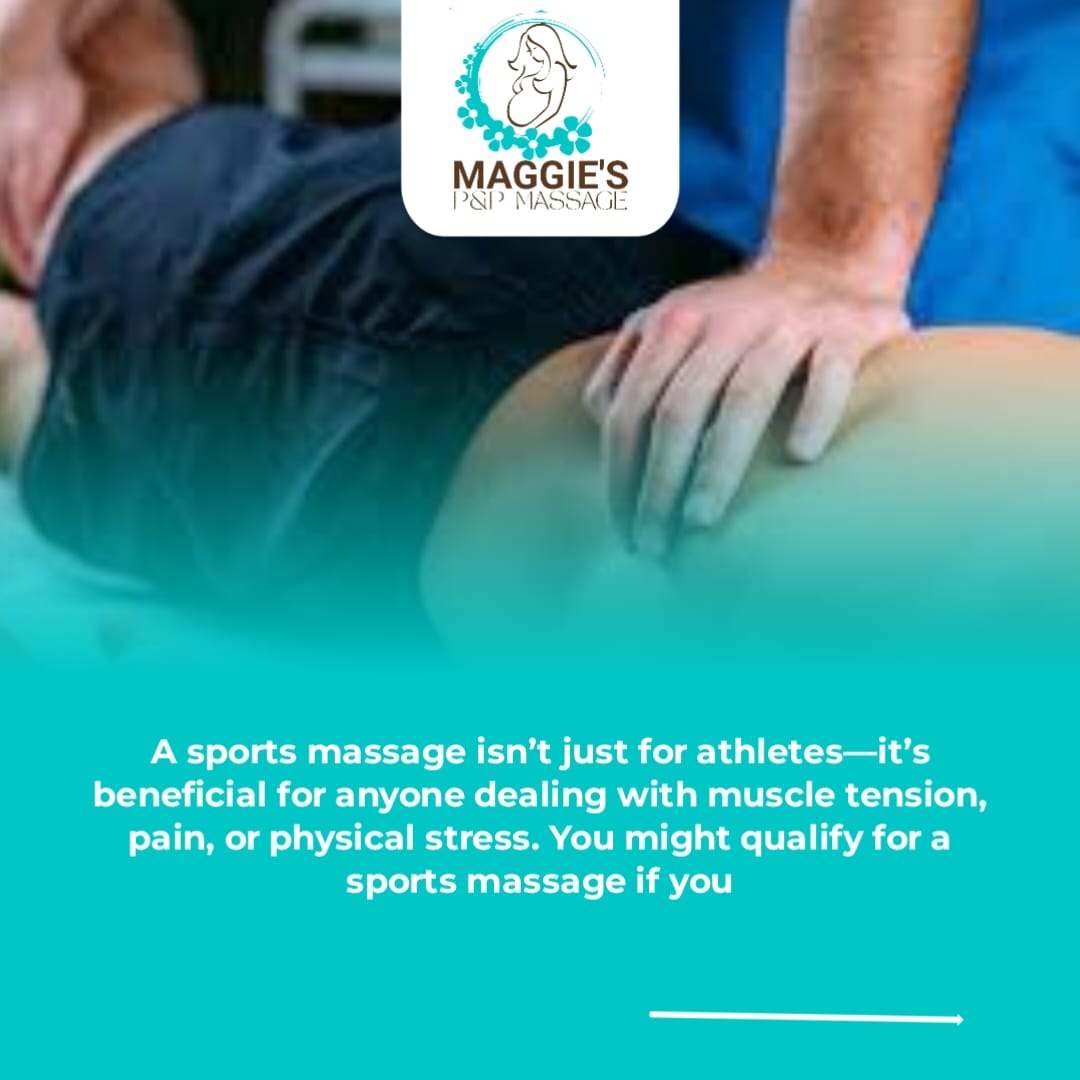 MAGGIE'S
P&P MASSAGE
A sports massage isn’t just for athletes—it’s
beneficial for anyone dealing with muscle tension,
pain, or physical stress. You might qualify for a
sports massage if you